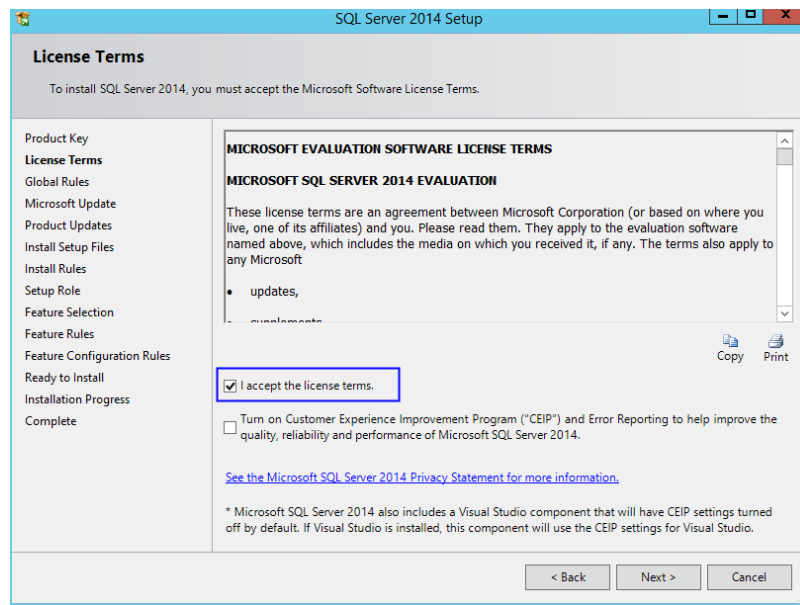 SQL Server 2014 Setup
License Terms
To install SQL Server 2014, you must accept the Microsoft Software License Terms.
Product Key
License Terms
Global Rules
Microsoft Update
Product Updates
Install Setup Files
Install Rules
Setup Role
Feature Selection
Feature Rules
Feature Configuration Rules
Ready to Install
Installation Progress
Complete
MICROSOFT EVALUATION SOFTWARE LICENSE TERMS
MICROSOFT SQL SERVER 2014 EVALUATION
These license terms are an agreement between Microsoft Corporation (or based on where you
live, one of its affiliates) and you. Please read them. They apply to the evaluation software
named above, which includes the media on which you received it, if any. The terms also apply to
any Microsoft
• updates,
• supplements
Copy Print
I accept the license terms.
Turn on Customer Experience Improvement Program ("CEIP") and Error Reporting to help improve the
quality, reliability and performance of Microsoft SQL Server 2014.
See the Microsoft SQL Server 2014 Privacy Statement for more information.
* Microsoft SQL Server 2014 also includes a Visual Studio component that will have CEIP settings turned
off by default. If Visual Studio is installed, this component will use the CEIP settings for Visual Studio.
< Back Next > Cancel